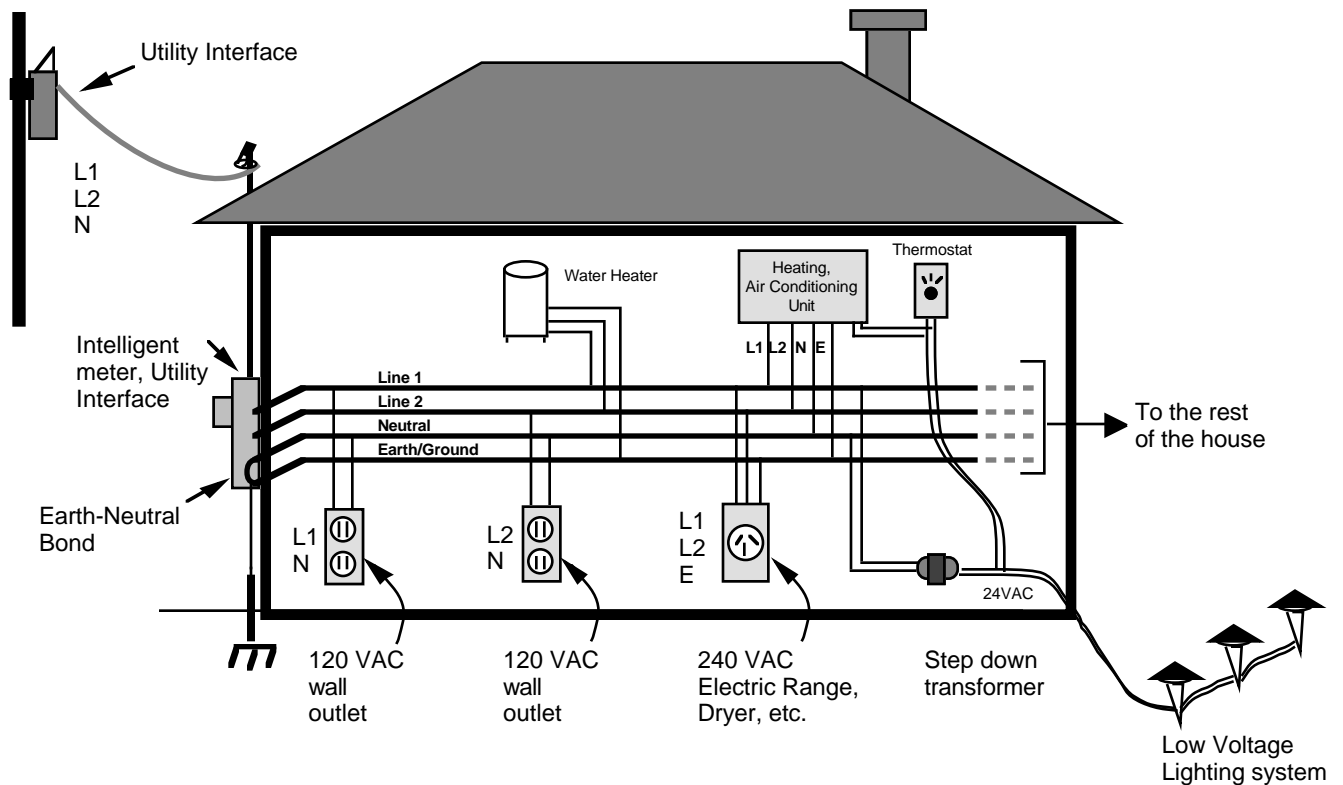 Utility Interface
L1
L2
N
Water Heater
Heating,
Air Conditioning
Unit
Thermostat
L1 L2 N E
Intelligent
meter, Utility
Interface
Line 1
Line 2
Neutral
Earth/Ground
To the rest
of the house
Earth-Neutral
Bond
L1
N
L2
N
L1
L2
E
24VAC
120 VAC
wall
outlet
120 VAC
wall
outlet
240 VAC
Electric Range,
Dryer, etc.
Step down
transformer
Low Voltage
Lighting system